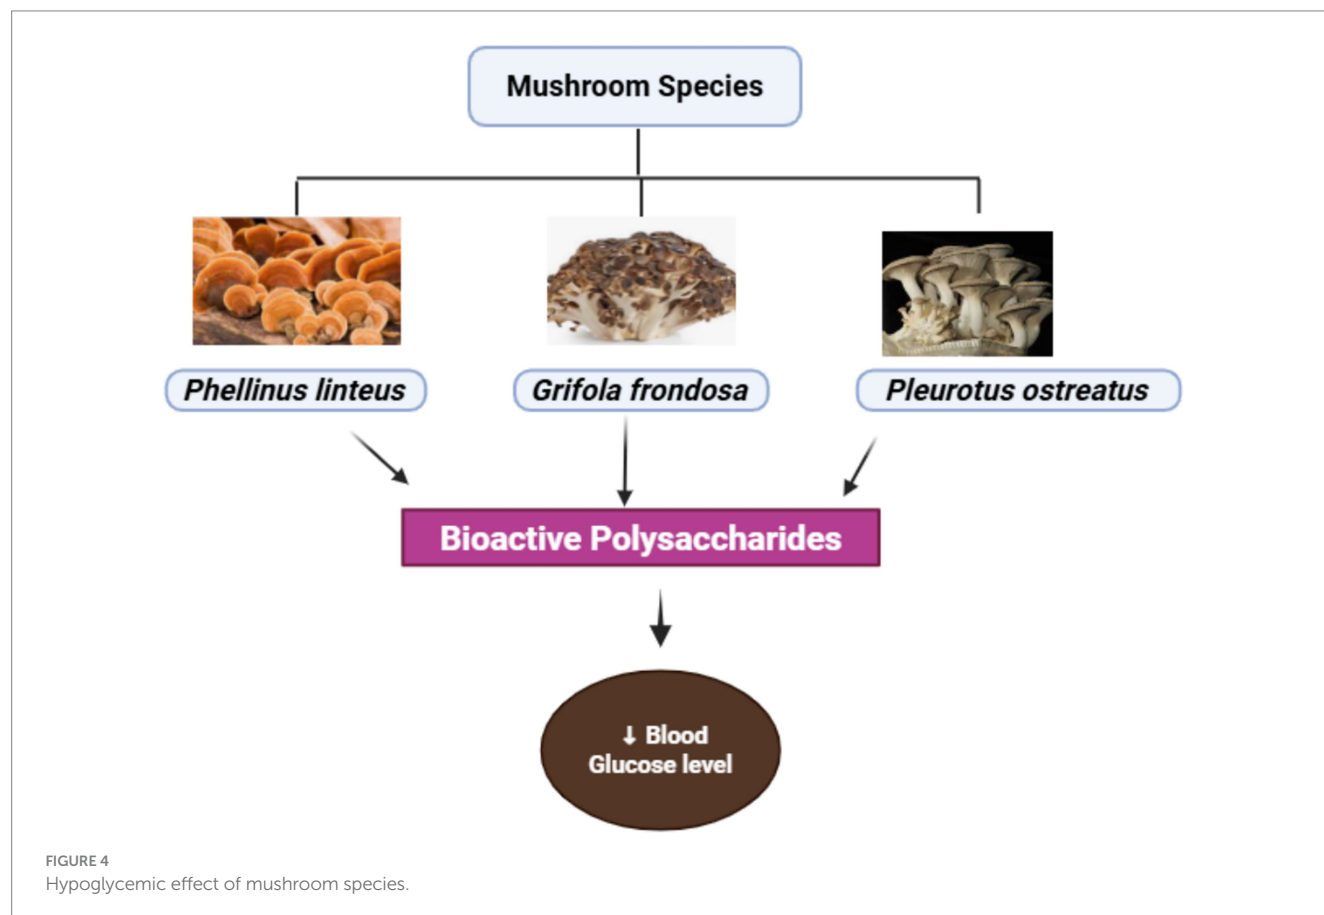 Mushroom Species
Phellinus linteus
Grifola frondosa
Pleurotus ostreatus
Bioactive Polysaccharides
↓ Blood
Glucose level
FIGURE 4
Hypoglycemic effect of mushroom species.